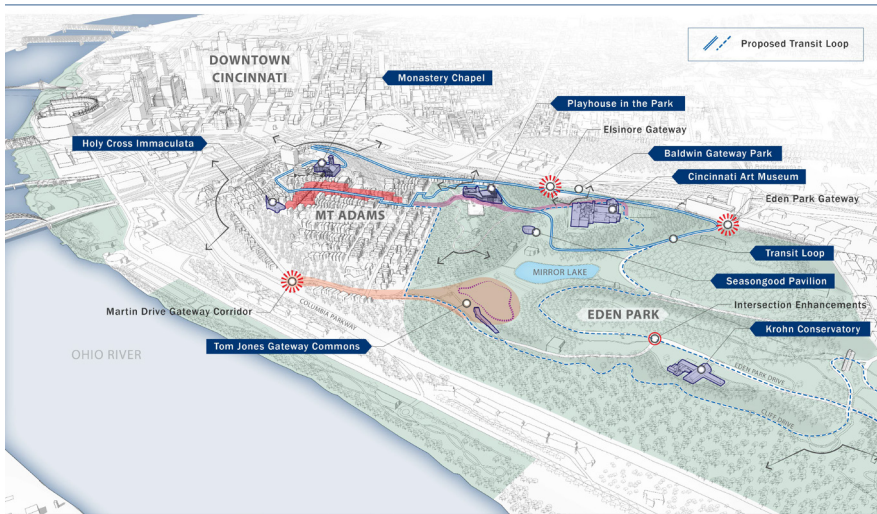 DOWNTOWN
CINCINNATI
Proposed Transit Loop
Monastery Chapel
Playhouse in the Park
Elsinore Gateway
Holy Cross Immaculata
Baldwin Gateway Park
Cincinnati Art Museum
Eden Park Gateway
MT ADAMS
Transit Loop
MIRROR LAKE
Seasongood Pavilion
Intersection Enhancements
Martin Drive Gateway Corridor
COLUMBIA PARKWAY
EDEN PARK
Krohn Conservatory
Tom Jones Gateway Commons
OHIO RIVER
EDEN PARK DRIVE
CLIFF DRIVE